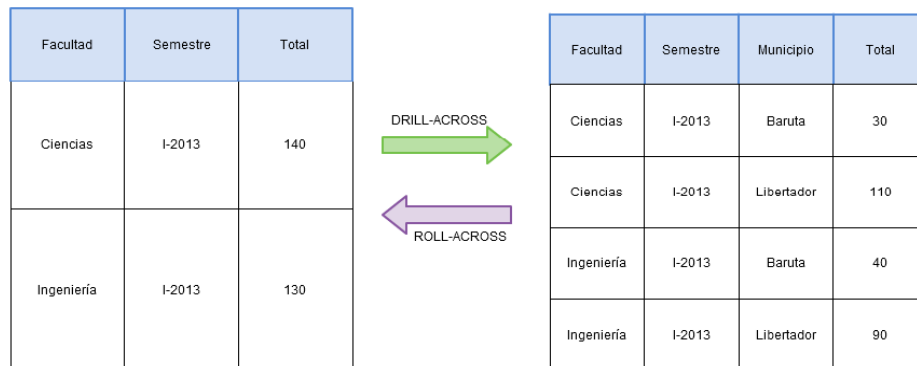 Facultad Semestre Total
Ciencias I-2013 140
Ingeniería I-2013 130
DRILL-ACROSS
ROLL-ACROSS
Facultad Semestre Municipio Total
Ciencias I-2013 Baruta 30
Ciencias I-2013 Libertador 110
Ingeniería I-2013 Baruta 40
Ingeniería I-2013 Libertador 90